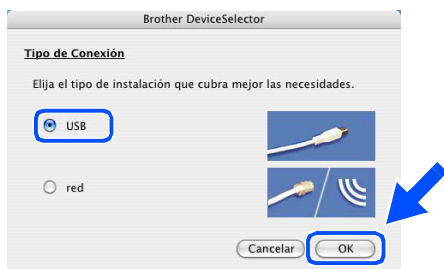 Brother DeviceSelector
Tipo de Conexión
Elija el tipo de instalación que cubra mejor las necesidades.
USB
red
Cancelar OK